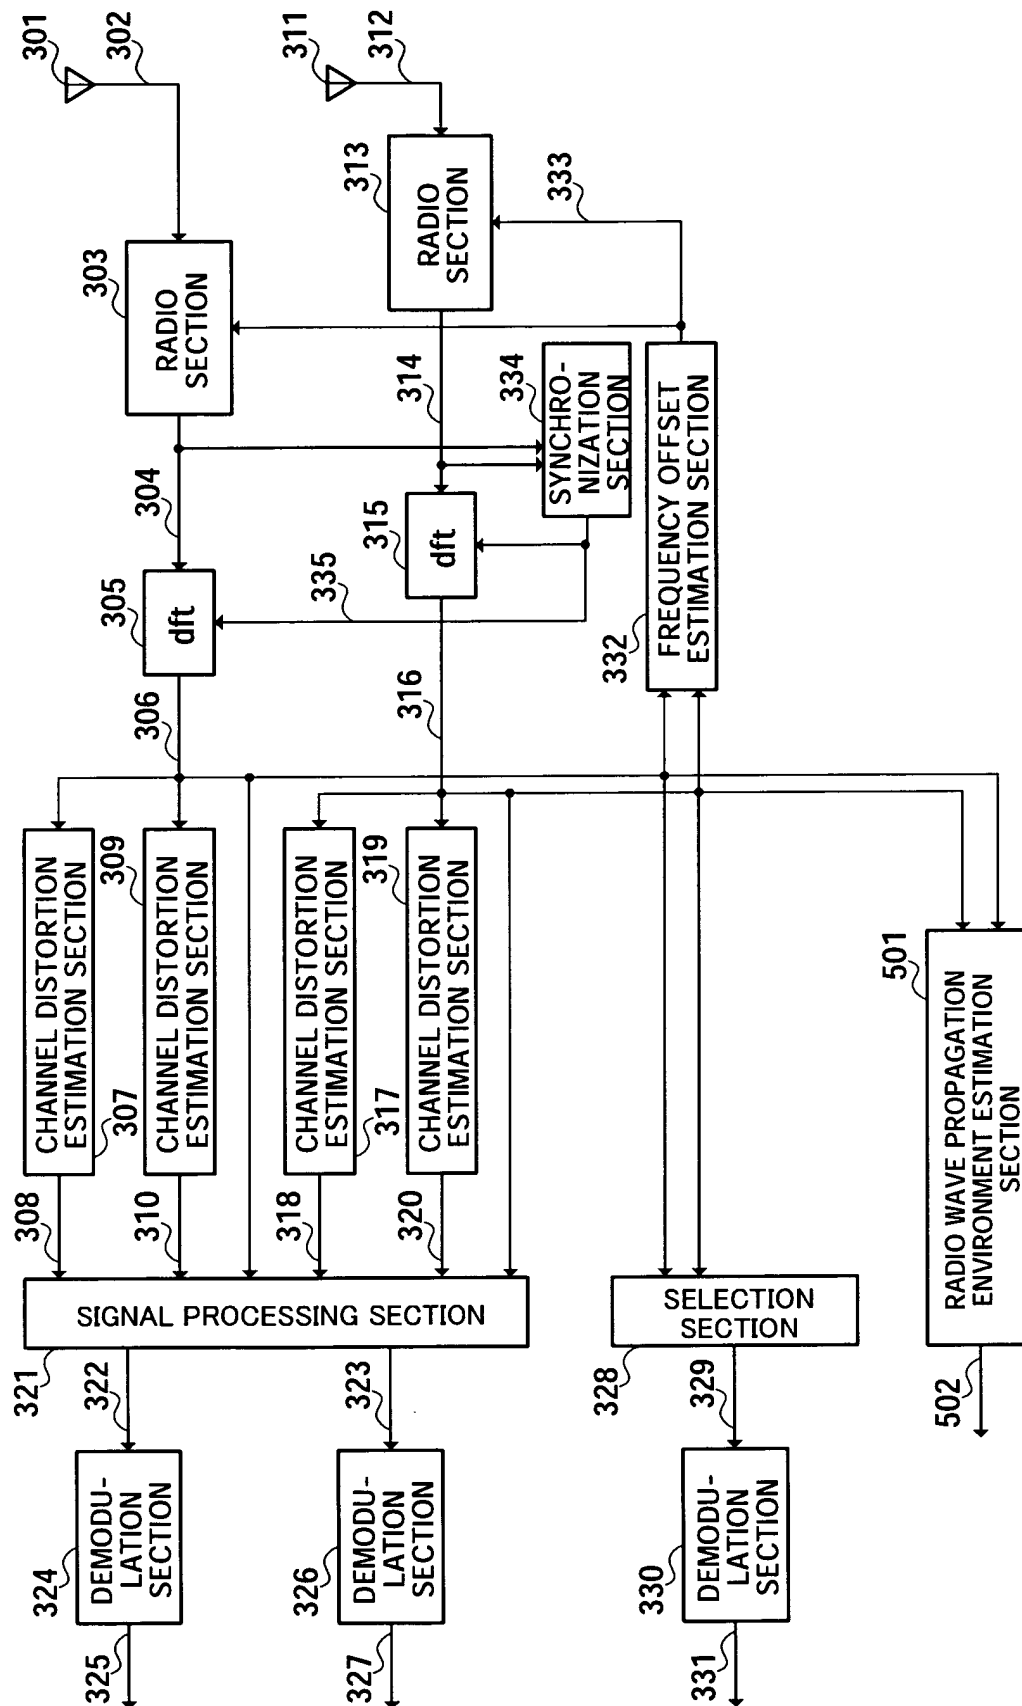 301
302
311
312
303
RADIO
SECTION
313
RADIO
SECTION
333
304
314
334
SYNCHRO-
NIZATION
SECTION
305
dft
315
dft
335
332
FREQUENCY OFFSET
ESTIMATION SECTION
306
316
CHANNEL DISTORTION
ESTIMATION SECTION
307
309
CHANNEL DISTORTION
ESTIMATION SECTION
CHANNEL DISTORTION
ESTIMATION SECTION
317
319
CHANNEL DISTORTION
ESTIMATION SECTION
501
RADIO WAVE PROPAGATION
ENVIRONMENT ESTIMATION
SECTION
308
310
318
320
SIGNAL PROCESSING SECTION
321
SELECTION
SECTION
328
322
323
329
502
324
DEMODU-
LATION
SECTION
326
DEMODU-
LATION
SECTION
330
DEMODU-
LATION
SECTION
325
327
331